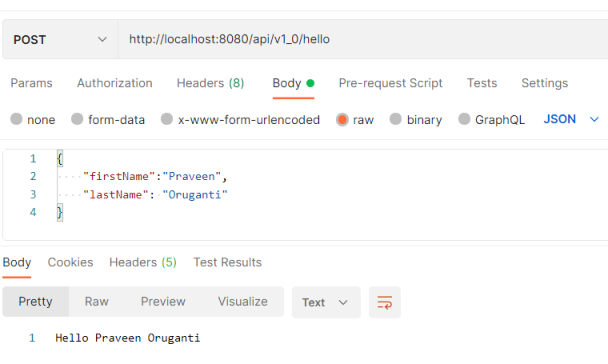 POST http://localhost:8080/api/v1_0/hello
Params Authorization Headers (8) Body Pre-request Script Tests Settings
none form-data x-www-form-urlencoded raw binary GraphQL JSON
1 {
2 ····"firstName":"Praveen",
3 ····"lastName":·"Oruganti"
4 }
Body Cookies Headers (5) Test Results
Pretty Raw Preview Visualize Text
1 Hello Praveen Oruganti